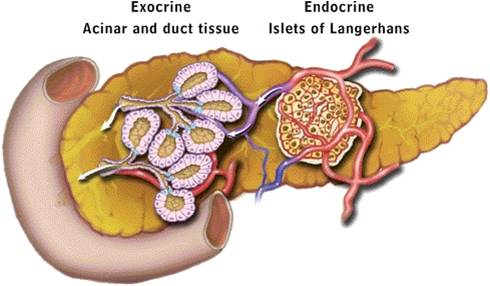 Exocrine
Acinar and duct tissue
Endocrine
Islets of Langerhans